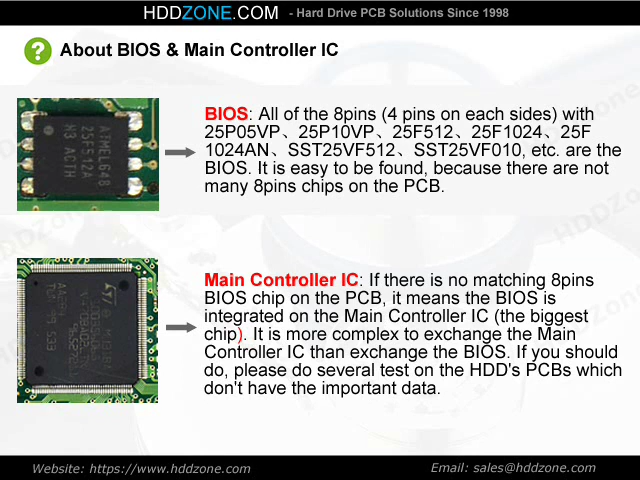 HDDZONE.COM - Hard Drive PCB Solutions Since 1998
? About BIOS & Main Controller IC
ATMEL648
25F512A
N3 ACTH
BIOS: All of the 8pins (4 pins on each sides) with
25P05VP、25P10VP、25F512、25F1024、25F
1024AN、SST25VF512、SST25VF010, etc. are the
BIOS. It is easy to be found, because there are not
many 8pins chips on the PCB.
Main Controller IC: If there is no matching 8pins
BIOS chip on the PCB, it means the BIOS is
integrated on the Main Controller IC (the biggest
chip). It is more complex to exchange the Main
Controller IC than exchange the BIOS. If you should
do, please do several test on the HDD's PCBs which
don't have the important data.
Website: https://www.hddzone.com Email: sales@hddzone.com